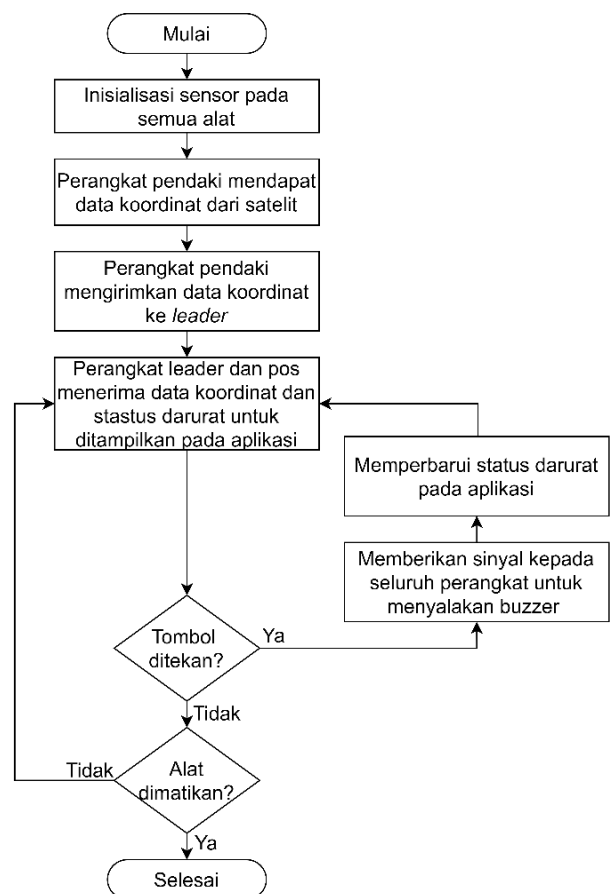 Mulai
Inisialisasi sensor pada
semua alat
Perangkat pendaki mendapat
data koordinat dari satelit
Perangkat pendaki
mengirimkan data koordinat
ke leader
Perangkat leader dan pos
menerima data koordinat dan
stastus darurat untuk
ditampilkan pada aplikasi
Memperbarui status darurat
pada aplikasi
Memberikan sinyal kepada
seluruh perangkat untuk
menyalakan buzzer
Tombol
ditekan?
Ya
Tidak
Alat
dimatikan?
Tidak
Ya
Selesai